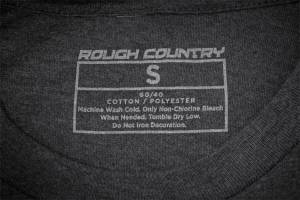 ROUGH COUNTRY
S
60/40
COTTON / POLYESTER
Machine Wash Cold. Only Non-Chlorine Bleach
When Needed. Tumble Dry Low.
Do Not Iron Decoration.